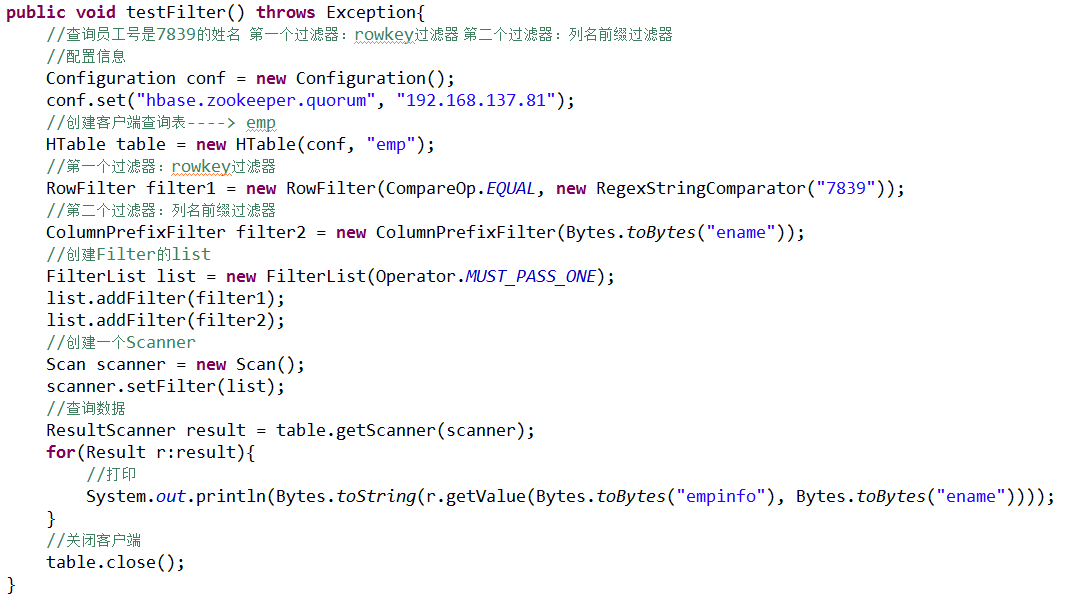 public void testFilter() throws Exception{
//查询员工号是7839的姓名 第一个过滤器：rowkey过滤器 第二个过滤器：列名前缀过滤器
//配置信息
Configuration conf = new Configuration();
conf.set("hbase.zookeeper.quorum", "192.168.137.81");
//创建客户端查询表----> emp
HTable table = new HTable(conf, "emp");
//第一个过滤器：rowkey过滤器
RowFilter filter1 = new RowFilter(CompareOp.EQUAL, new RegexStringComparator("7839"));
//第二个过滤器：列名前缀过滤器
ColumnPrefixFilter filter2 = new ColumnPrefixFilter(Bytes.toBytes("ename"));
//创建Filter的list
FilterList list = new FilterList(Operator.MUST_PASS_ONE);
list.addFilter(filter1);
list.addFilter(filter2);
//创建一个Scanner
Scan scanner = new Scan();
scanner.setFilter(list);
//查询数据
ResultScanner result = table.getScanner(scanner);
for(Result r:result){
//打印
System.out.println(Bytes.toString(r.getValue(Bytes.toBytes("empinfo"), Bytes.toBytes("ename"))));
}
//关闭客户端
table.close();
}